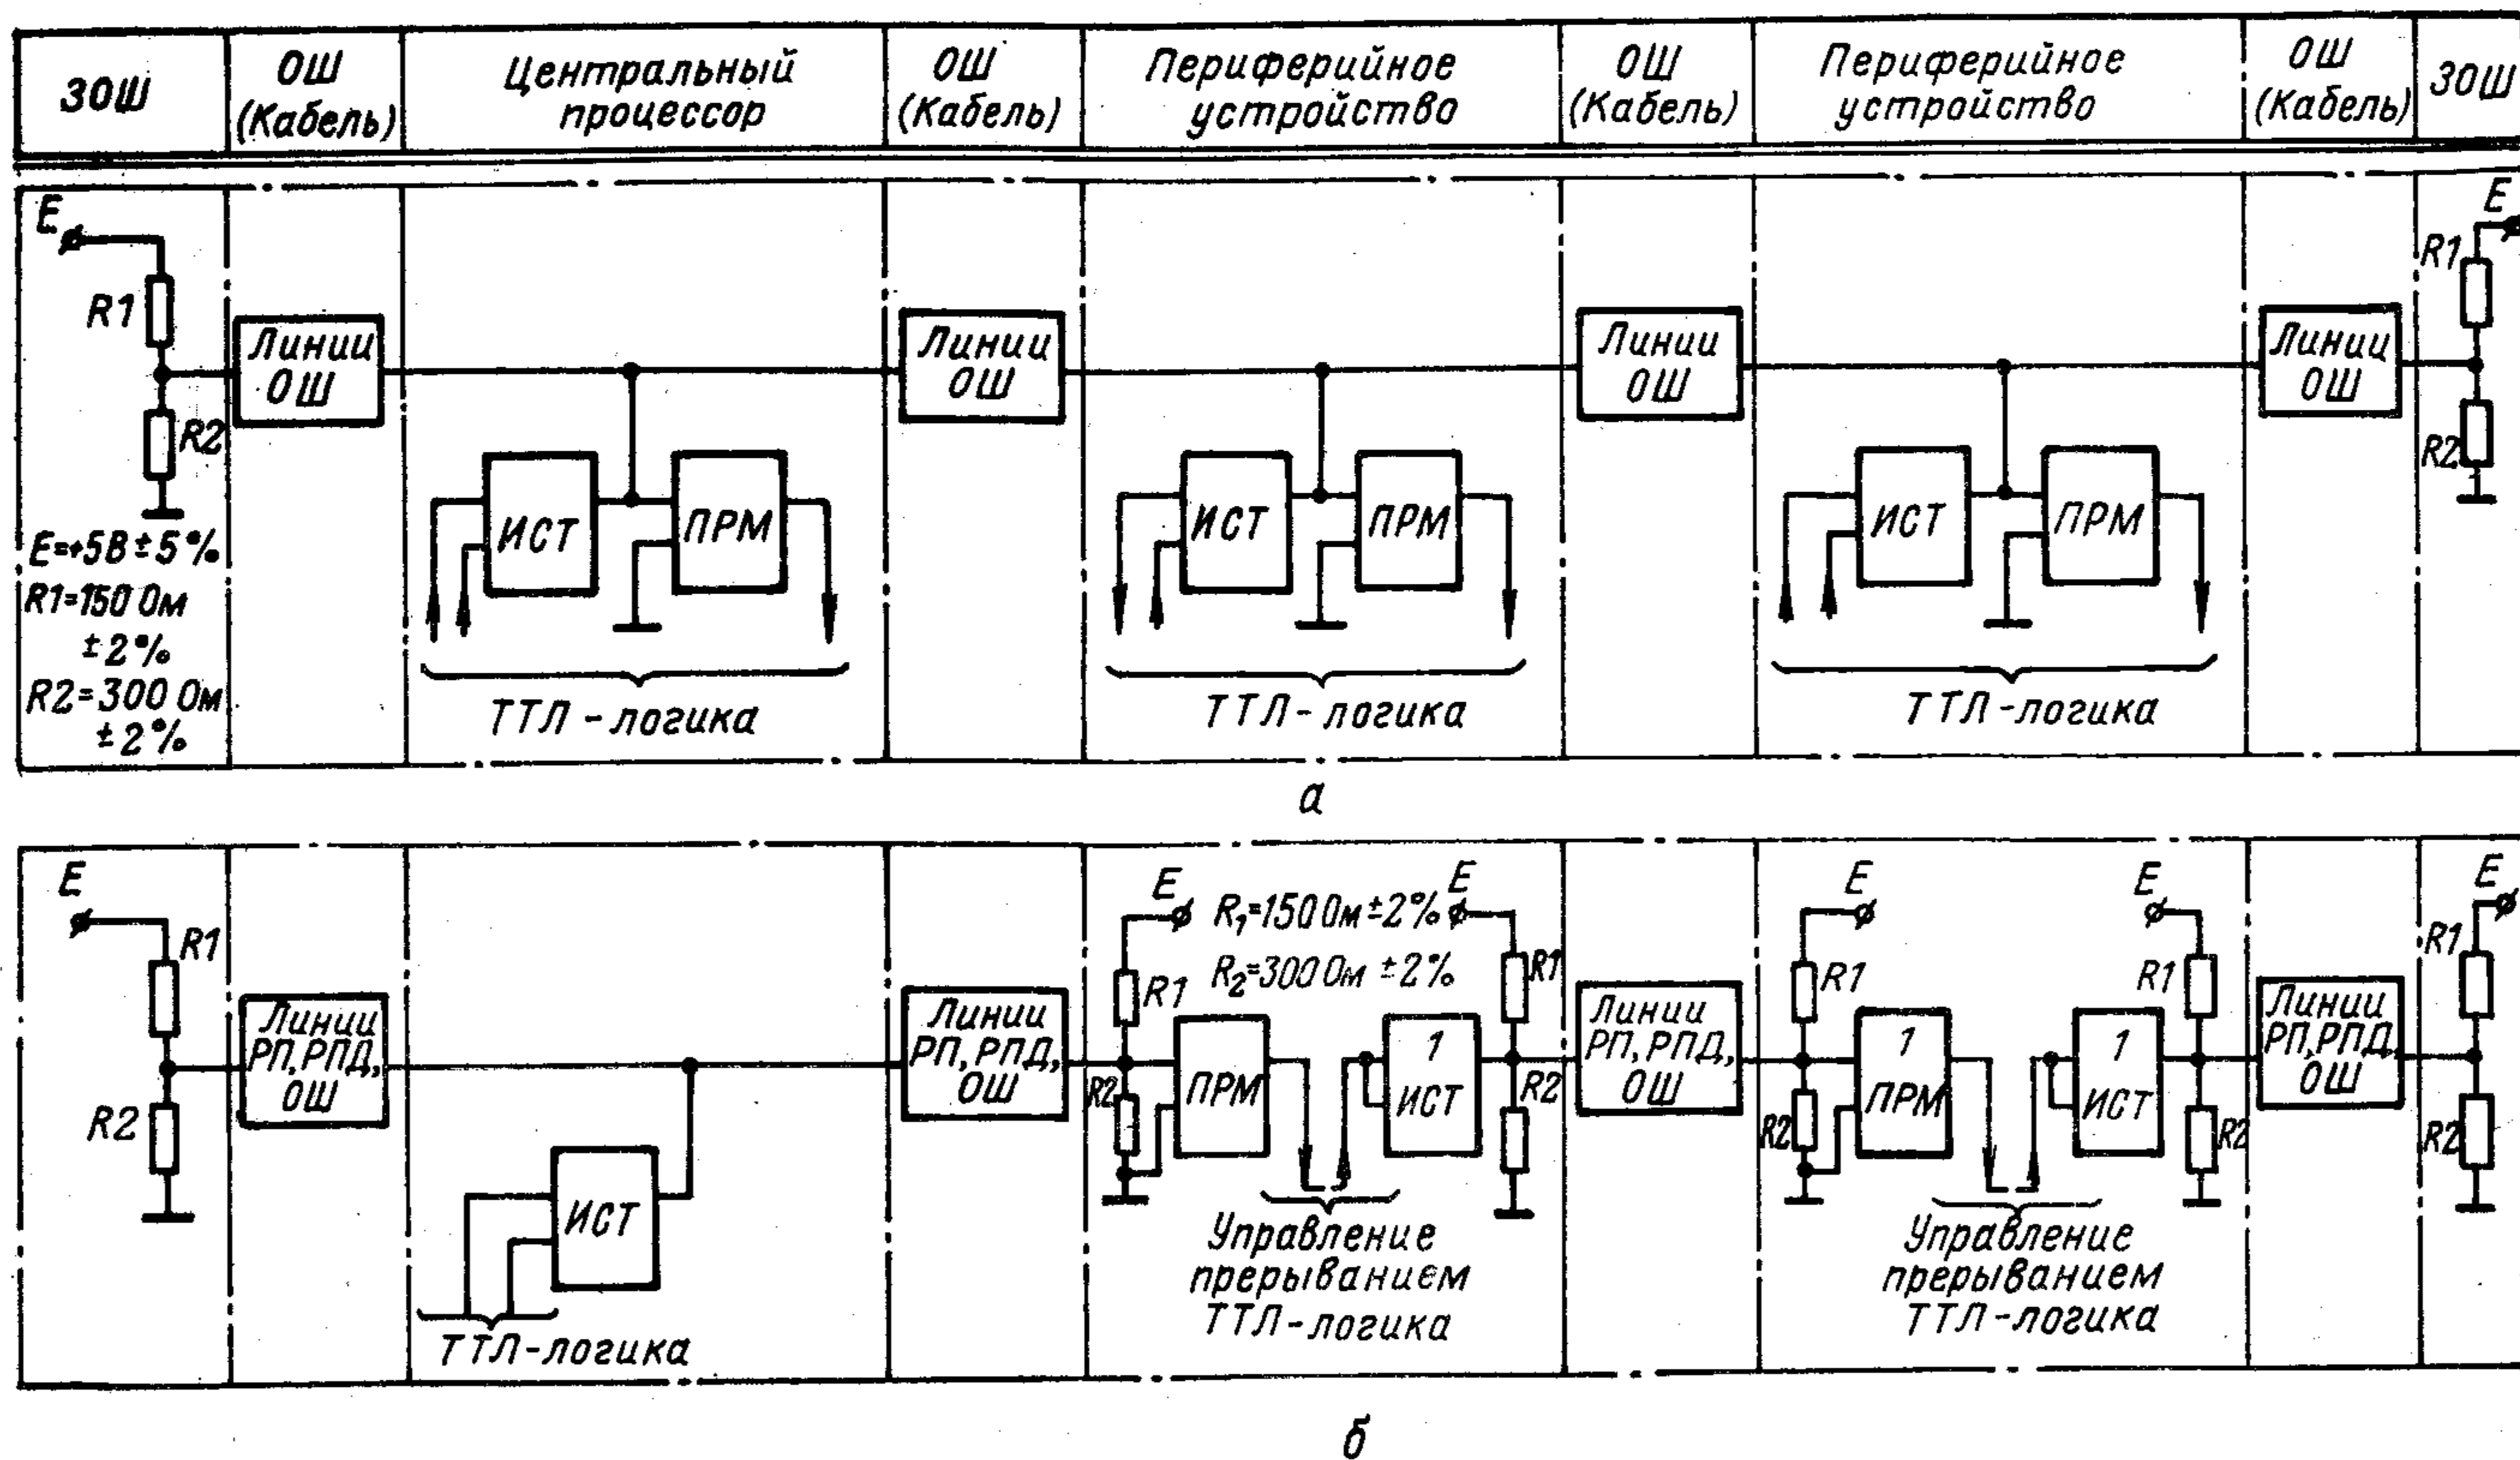 ЗОШ
ОШ
(Кабель)
Центральный
процессор
ОШ
(Кабель)
Периферийное
устройство
ОШ
(Кабель)
Периферийное
устройство
ОШ
(Кабель)
ЗОШ
E
R1
R2
E=+5В±5%
R1=150 Ом
±2%
R2=300 Ом
±2%
Линии
ОШ
ИСТ
ПРМ
ТТЛ-логика
Линии
ОШ
ИСТ
ПРМ
ТТЛ-логика
Линии
ОШ
ИСТ
ПРМ
ТТЛ-логика
Линии
ОШ
E
R1
R2
а
E
R1
R2
Линии
РП, РПД,
ОШ
ИСТ
ТТЛ-логика
Линии
РП, РПД,
ОШ
E
R1=150 Ом ±2%
E
R2=300 Ом ±2%
R1
R2
ПРМ
1
ИСТ
R1
R2
Управление
прерыванием
ТТЛ-логика
Линии
РП, РПД,
ОШ
E
R1
R2
1
ПРМ
1
ИСТ
E
R1
R2
Управление
прерыванием
ТТЛ-логика
Линии
РП, РПД,
ОШ
E
R1
R2
б